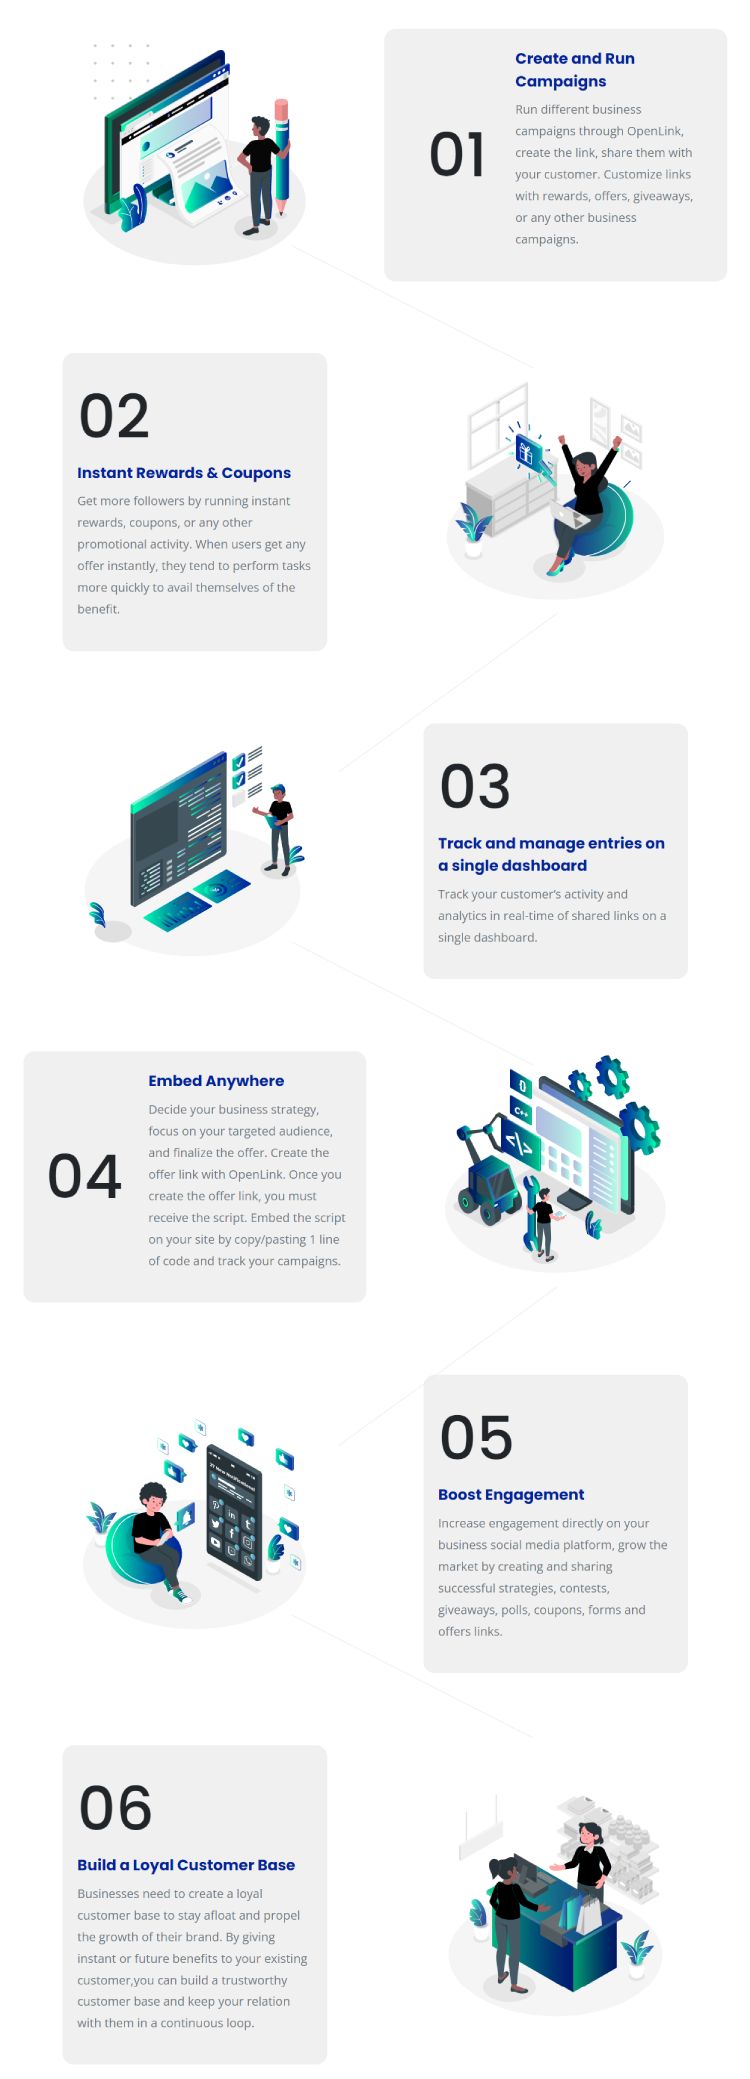 01
Create and Run
Campaigns
Run different business
campaigns through OpenLink,
create the link, share them with
your customer. Customize links
with rewards, offers, giveaways,
or any other business
campaigns.
02
Instant Rewards & Coupons
Get more followers by running instant
rewards, coupons, or any other
promotional activity. When users get any
offer instantly, they tend to perform tasks
more quickly to avail themselves of the
benefit.
03
Track and manage entries on
a single dashboard
Track your customer's activity and
analytics in real-time of shared links on a
single dashboard.
04
Embed Anywhere
Decide your business strategy,
focus on your targeted audience,
and finalize the offer. Create the
offer link with OpenLink. Once you
create the offer link, you must
receive the script. Embed the script
on your site by copy/pasting 1 line
of code and track your campaigns.
{}
C++
</>
05
Boost Engagement
Increase engagement directly on your
business social media platform, grow the
market by creating and sharing
successful strategies, contests,
giveaways, polls, coupons, forms and
offers links.
27 New Notifications!
06
Build a Loyal Customer Base
Businesses need to create a loyal
customer base to stay afloat and propel
the growth of their brand. By giving
instant or future benefits to your existing
customer,you can build a trustworthy
customer base and keep your relation
with them in a continuous loop.